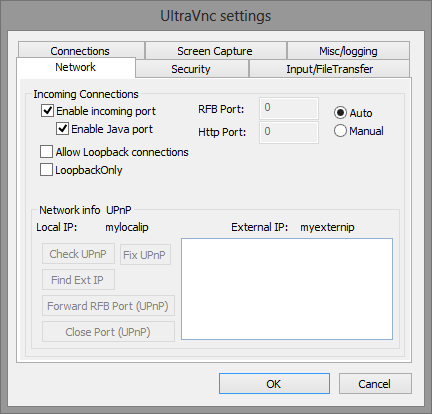 UltraVnc settings
Connections Screen Capture Misc/logging
Network Security Input/FileTransfer
Incoming Connections
Enable incoming port RFB Port: 0 Auto
Enable Java port Http Port: 0 Manual
Allow Loopback connections
LoopbackOnly
Network info UPnP
Local IP: mylocalip External IP: myexternip
Check UPnP Fix UPnP
Find Ext IP
Forward RFB Port (UPnP)
Close Port (UPnP)
OK Cancel